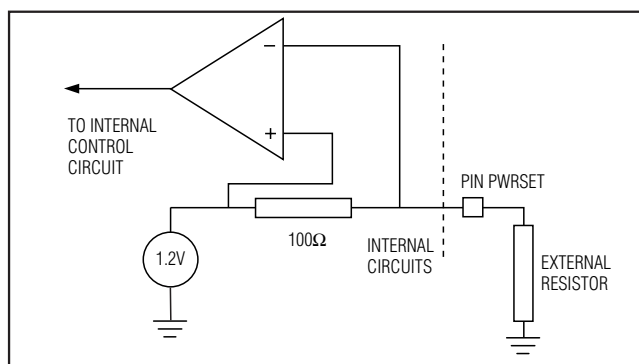 −
+
TO INTERNAL
CONTROL
CIRCUIT
PIN PWRSET
100Ω
INTERNAL
CIRCUITS
1.2V
EXTERNAL
RESISTOR